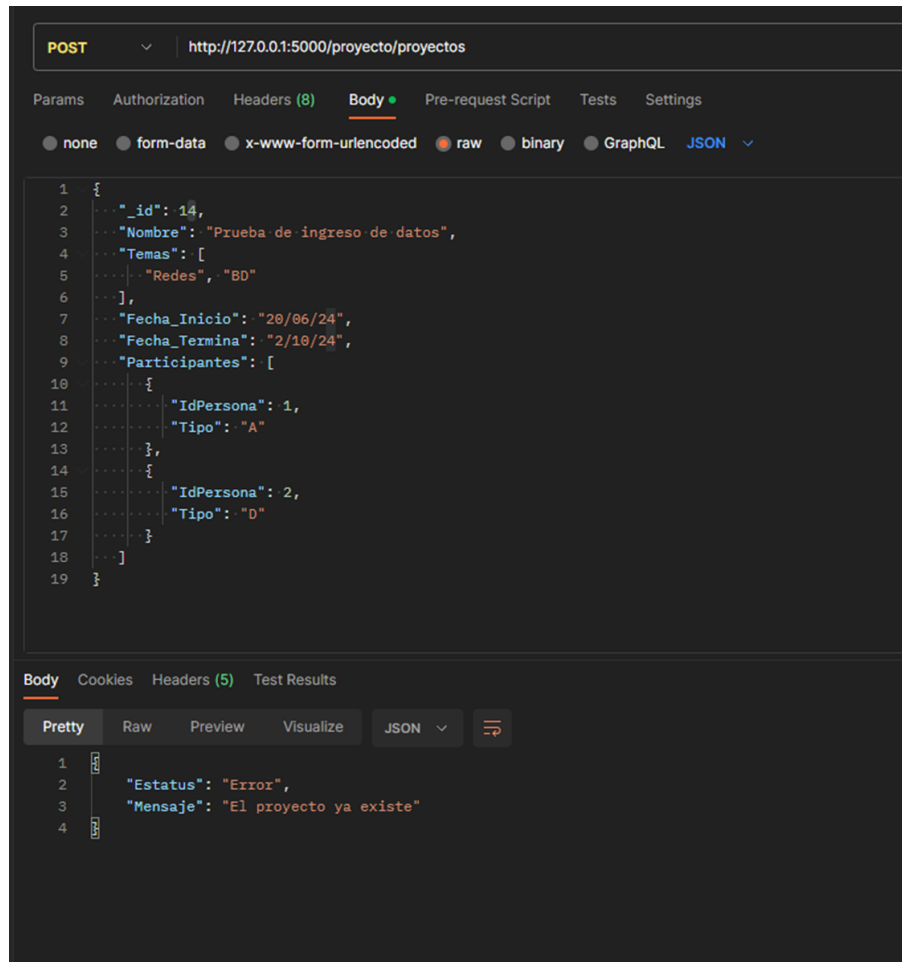 POST http://127.0.0.1:5000/proyecto/proyectos
Params Authorization Headers (8) Body Pre-request Script Tests Settings
none form-data x-www-form-urlencoded raw binary GraphQL JSON
1 {
2 "_id": 14,
3 "Nombre": "Prueba de ingreso de datos",
4 "Temas": [
5 "Redes", "BD"
6 ],
7 "Fecha_Inicio": "20/06/24",
8 "Fecha_Termina": "2/10/24",
9 "Participantes": [
10 {
11 "IdPersona": 1,
12 "Tipo": "A"
13 },
14 {
15 "IdPersona": 2,
16 "Tipo": "D"
17 }
18 ]
19 }
Body Cookies Headers (5) Test Results
Pretty Raw Preview Visualize JSON
1 {
2 "Estatus": "Error",
3 "Mensaje": "El proyecto ya existe"
4 }